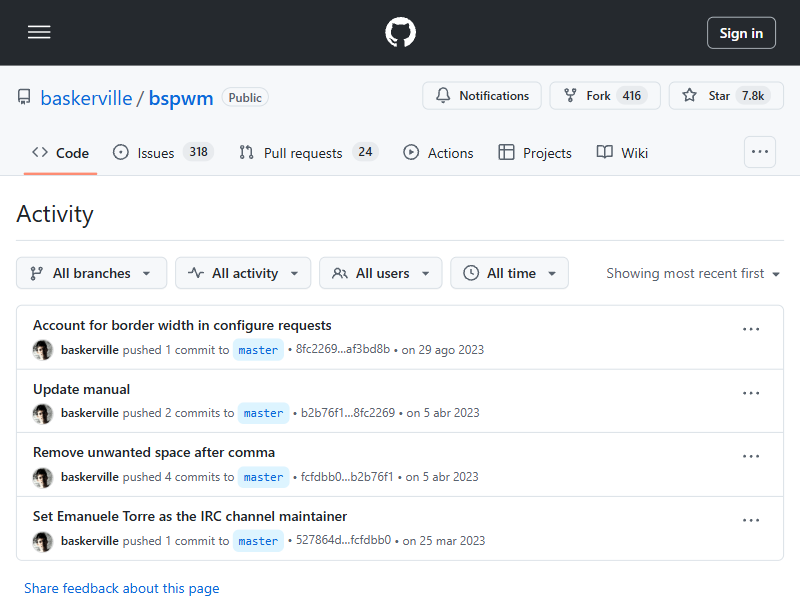 Sign in
baskerville / bspwm Public
Notifications Fork 416 Star 7.8k
Code Issues 318 Pull requests 24 Actions Projects Wiki
Activity
All branches All activity All users All time Showing most recent first
Account for border width in configure requests
baskerville pushed 1 commit to master • 8fc2269...af3bd8b • on 29 ago 2023
Update manual
baskerville pushed 2 commits to master • b2b76f1...8fc2269 • on 5 abr 2023
Remove unwanted space after comma
baskerville pushed 4 commits to master • fcfdbb0...b2b76f1 • on 5 abr 2023
Set Emanuele Torre as the IRC channel maintainer
baskerville pushed 1 commit to master • 527864d...fcfdbb0 • on 25 mar 2023
Share feedback about this page